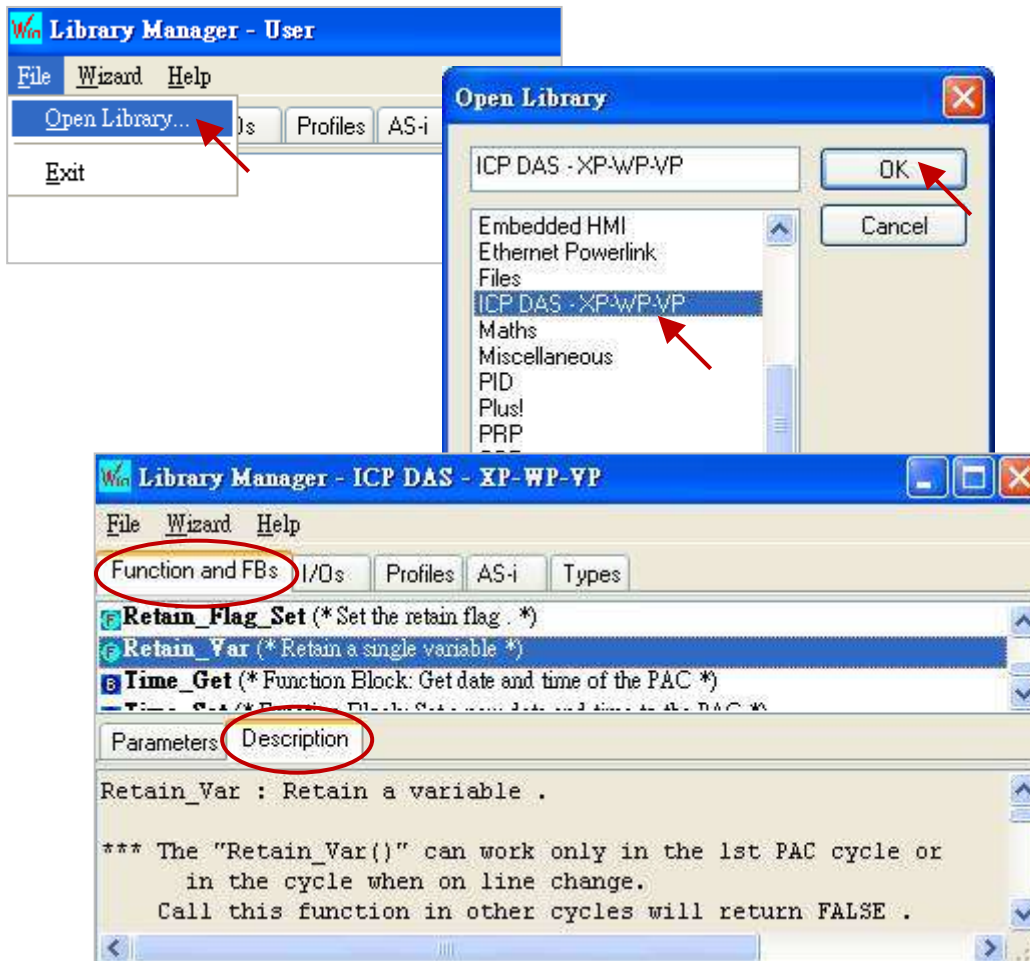 Win Library Manager - User
File Wizard Help
Open Library...
Profiles AS-i
Exit
Open Library
ICP DAS - XP-WP-VP
OK
Cancel
Embedded HMI
Ethernet Powerlink
Files
ICP DAS - XP-WP-VP
Maths
Miscellaneous
PID
Plus!
PRP
Win Library Manager - ICP DAS - XP-WP-VP
File Wizard Help
Function and FBs I/Os Profiles AS-i Types
F Retain_Flag_Set (* Set the retain flag . *)
F Retain_Var (* Retain a single variable *)
B Time_Get (* Function Block: Get date and time of the PAC *)
Parameters Description
Retain_Var : Retain a variable .
*** The "Retain_Var()" can work only in the 1st PAC cycle or
in the cycle when on line change.
Call this function in other cycles will return FALSE .